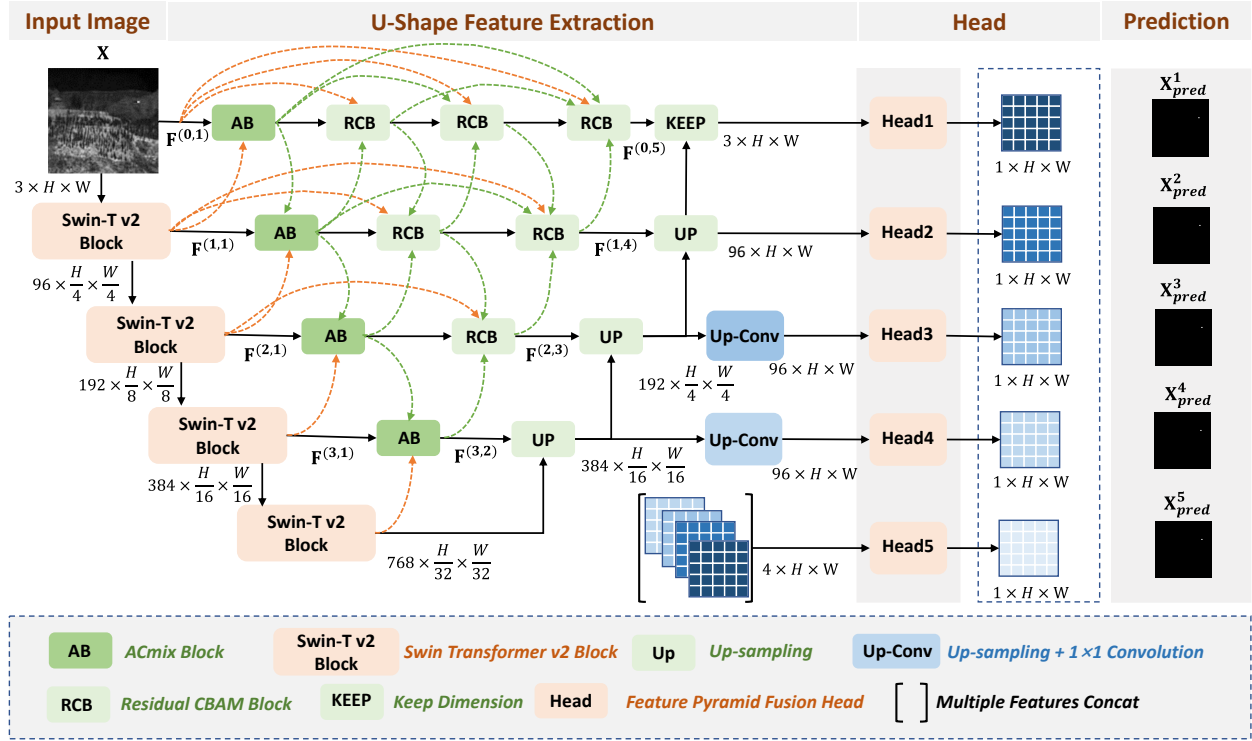 Input Image
U-Shape Feature Extraction
Head
Prediction
X
F^(0,1)
AB
RCB
RCB
RCB
F^(0,5)
KEEP
3 × H × W
Head1
1 × H × W
X^1_pred
3 × H × W
Swin-T v2
Block
F^(1,1)
AB
RCB
RCB
F^(1,4)
UP
96 × H × W
Head2
1 × H × W
X^2_pred
96 × H/4 × W/4
Swin-T v2
Block
F^(2,1)
AB
RCB
F^(2,3)
UP
192 × H/4 × W/4
Up-Conv
96 × H × W
Head3
1 × H × W
X^3_pred
192 × H/8 × W/8
Swin-T v2
Block
F^(3,1)
AB
F^(3,2)
UP
384 × H/16 × W/16
Up-Conv
96 × H × W
Head4
1 × H × W
X^4_pred
384 × H/16 × W/16
Swin-T v2
Block
768 × H/32 × W/32
4 × H × W
Head5
1 × H × W
X^5_pred
AB
ACmix Block
Swin-T v2
Block
Swin Transformer v2 Block
Up
Up-sampling
Up-Conv
Up-sampling + 1×1 Convolution
RCB
Residual CBAM Block
KEEP
Keep Dimension
Head
Feature Pyramid Fusion Head
[ ]
Multiple Features Concat